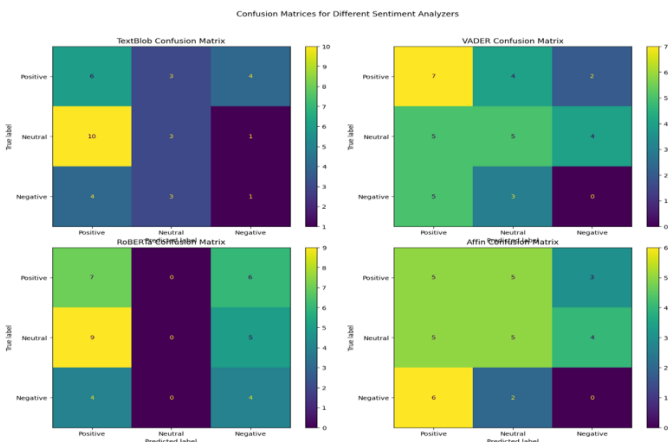 Confusion Matrices for Different Sentiment Analyzers
TextBlob Confusion Matrix
True label
Positive 6 3 4
Neutral 10 3 1
Negative 4 3 1
Positive Neutral Negative
Predicted label
10
9
8
7
6
5
4
3
2
1
VADER Confusion Matrix
True label
Positive 7 4 2
Neutral 5 5 4
Negative 5 3 0
Positive Neutral Negative
Predicted label
7
6
5
4
3
2
1
0
RoBERTa Confusion Matrix
True label
Positive 7 0 6
Neutral 9 0 5
Negative 4 0 4
Positive Neutral Negative
Predicted label
9
8
7
6
5
4
3
2
1
0
Affin Confusion Matrix
True label
Positive 5 5 3
Neutral 5 5 4
Negative 6 2 0
Positive Neutral Negative
Predicted label
6
5
4
3
2
1
0